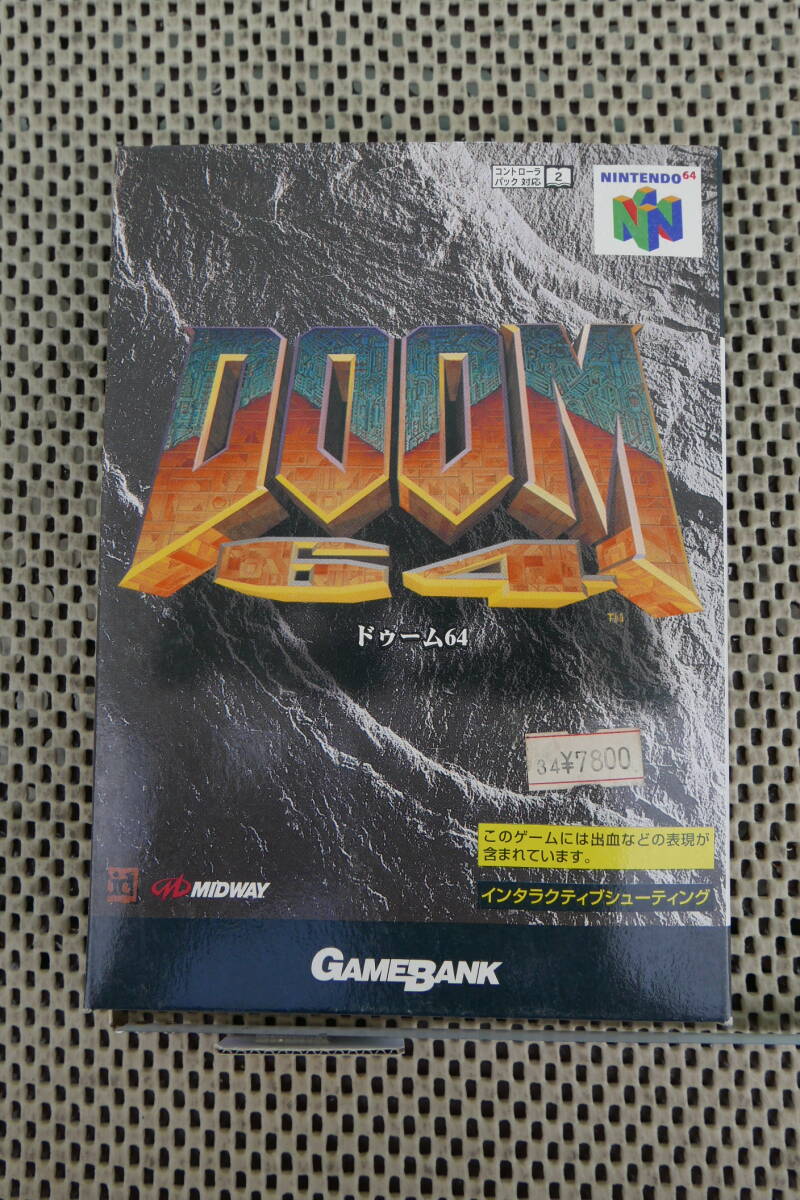 コントローラ
パック 対応
2
NINTENDO64
DOOM
64
TM
ドゥーム64
34¥7800
このゲームには出血などの表現が
含まれています。
インタラクティブシューティング
id
MIDWAY
GAMEBANK